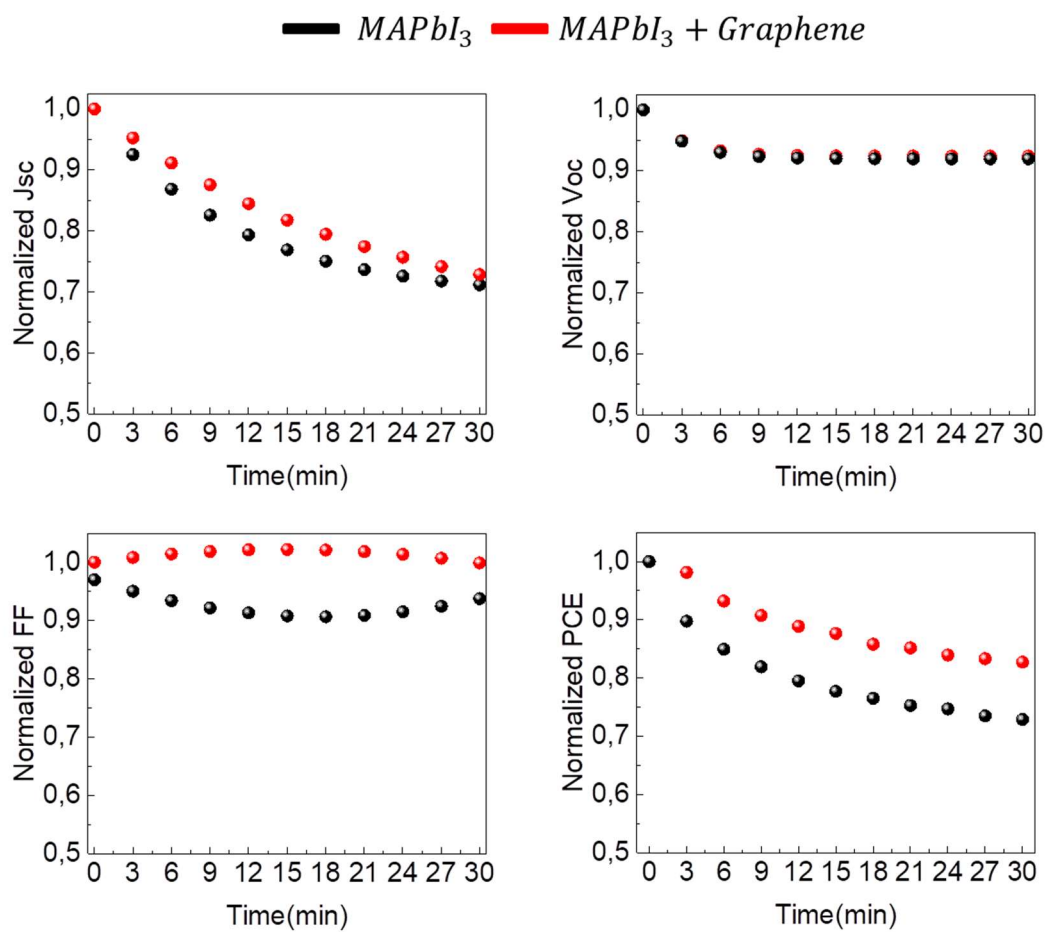 MAPbI₃ MAPbI₃ + Graphene
Normalized Jsc
1,0
0,9
0,8
0,7
0,6
0,5
0 3 6 9 12 15 18 21 24 27 30
Time(min)
Normalized Voc
1,0
0,9
0,8
0,7
0,6
0,5
0 3 6 9 12 15 18 21 24 27 30
Time(min)
Normalized FF
1,0
0,9
0,8
0,7
0,6
0,5
0 3 6 9 12 15 18 21 24 27 30
Time(min)
Normalized PCE
1,0
0,9
0,8
0,7
0,6
0,5
0 3 6 9 12 15 18 21 24 27 30
Time(min)